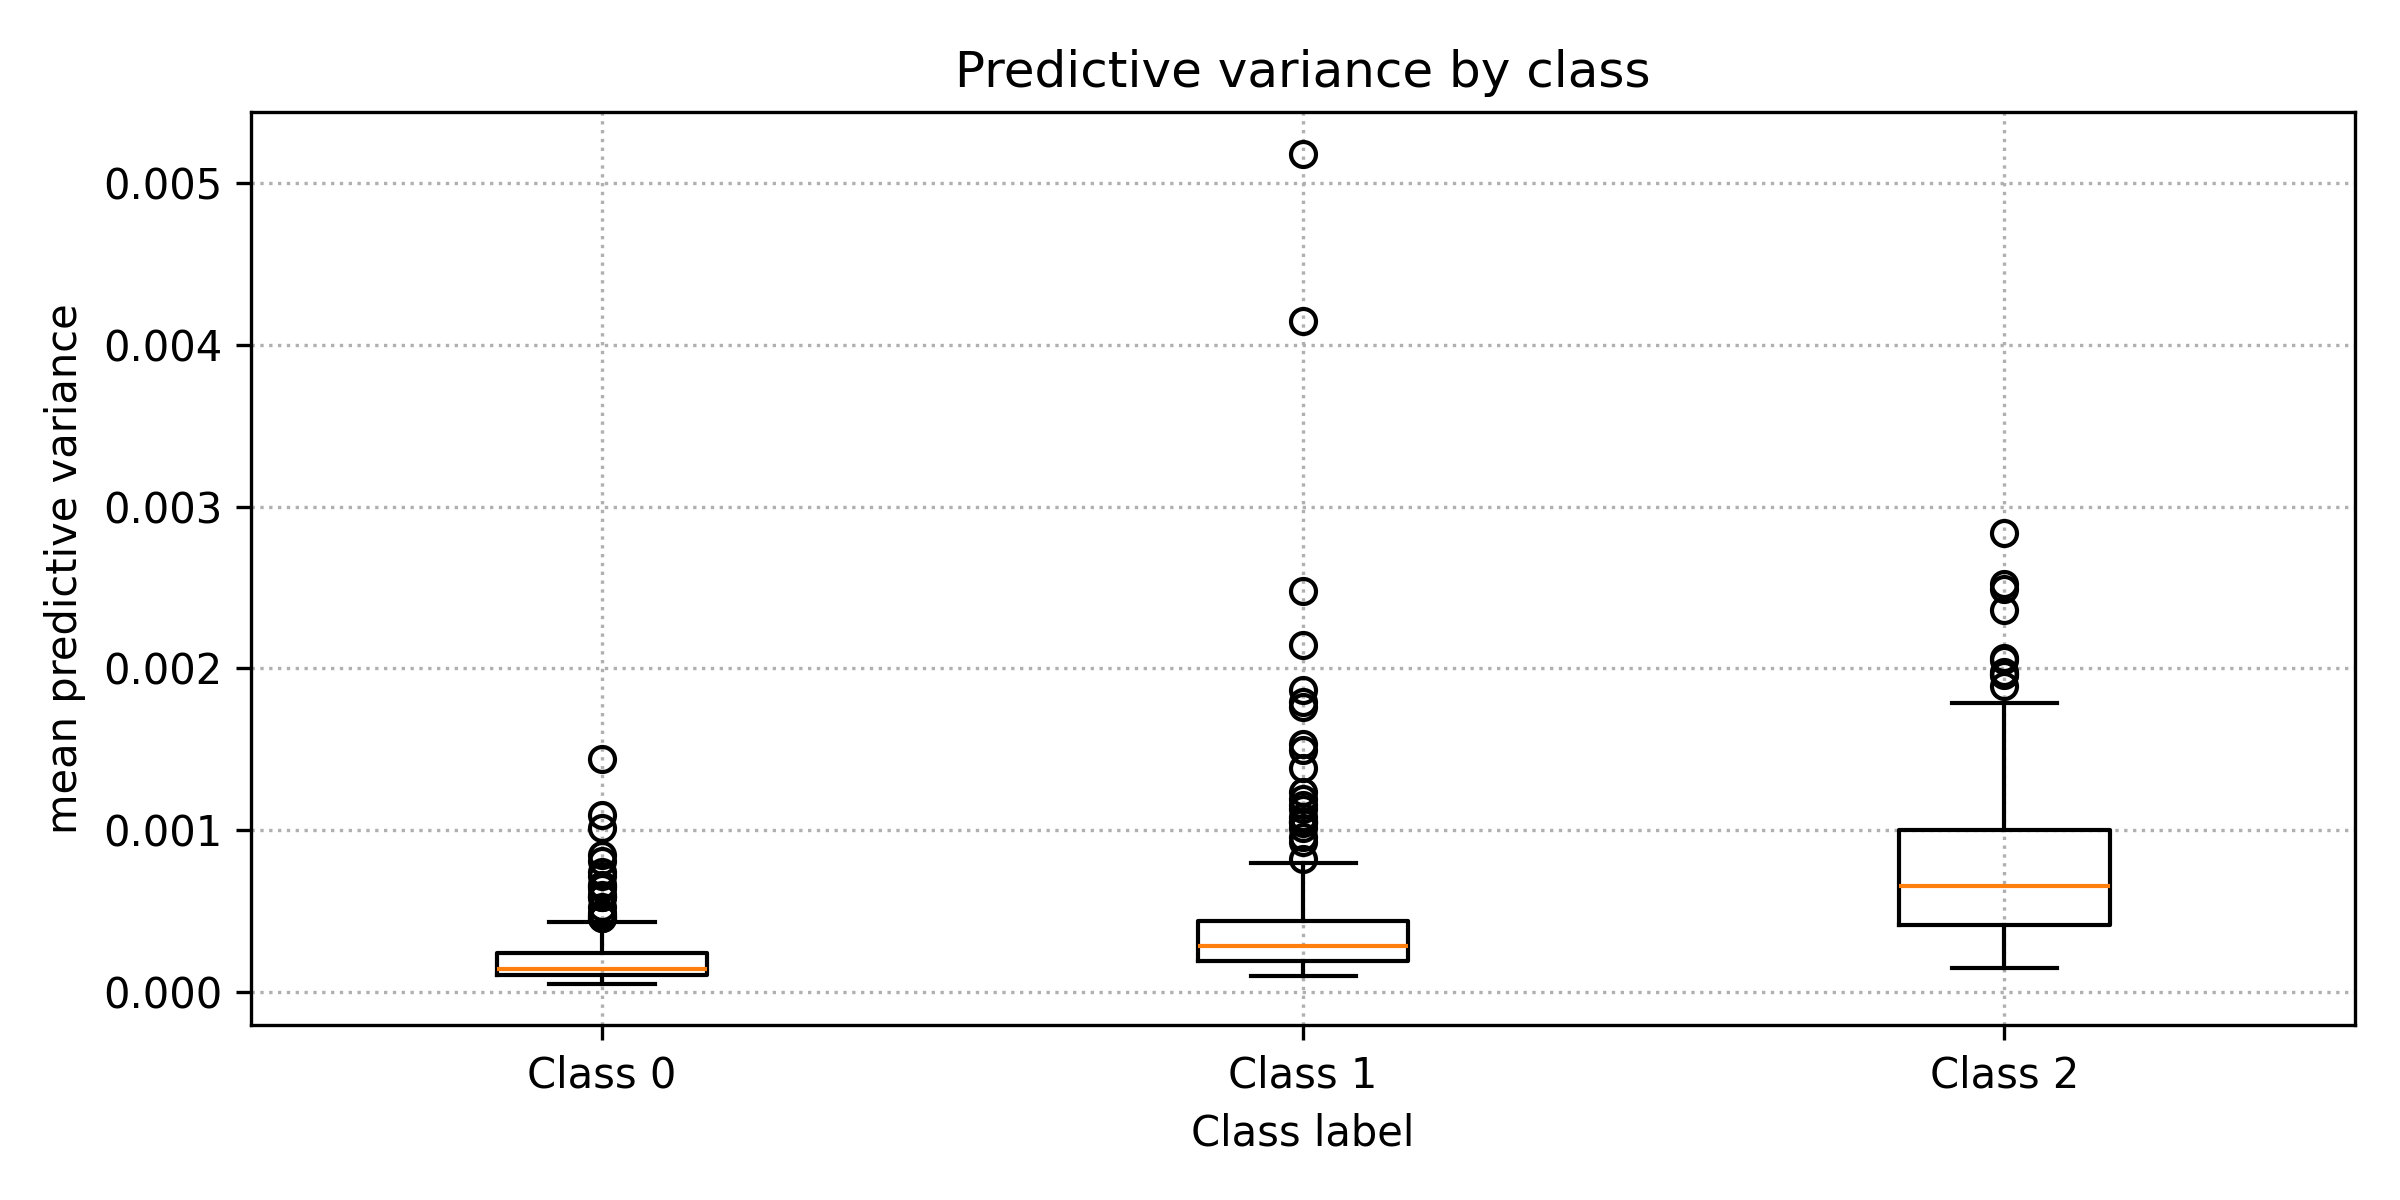 Predictive variance by class
mean predictive variance
0.005
0.004
0.003
0.002
0.001
0.000
Class 0 Class 1 Class 2
Class label